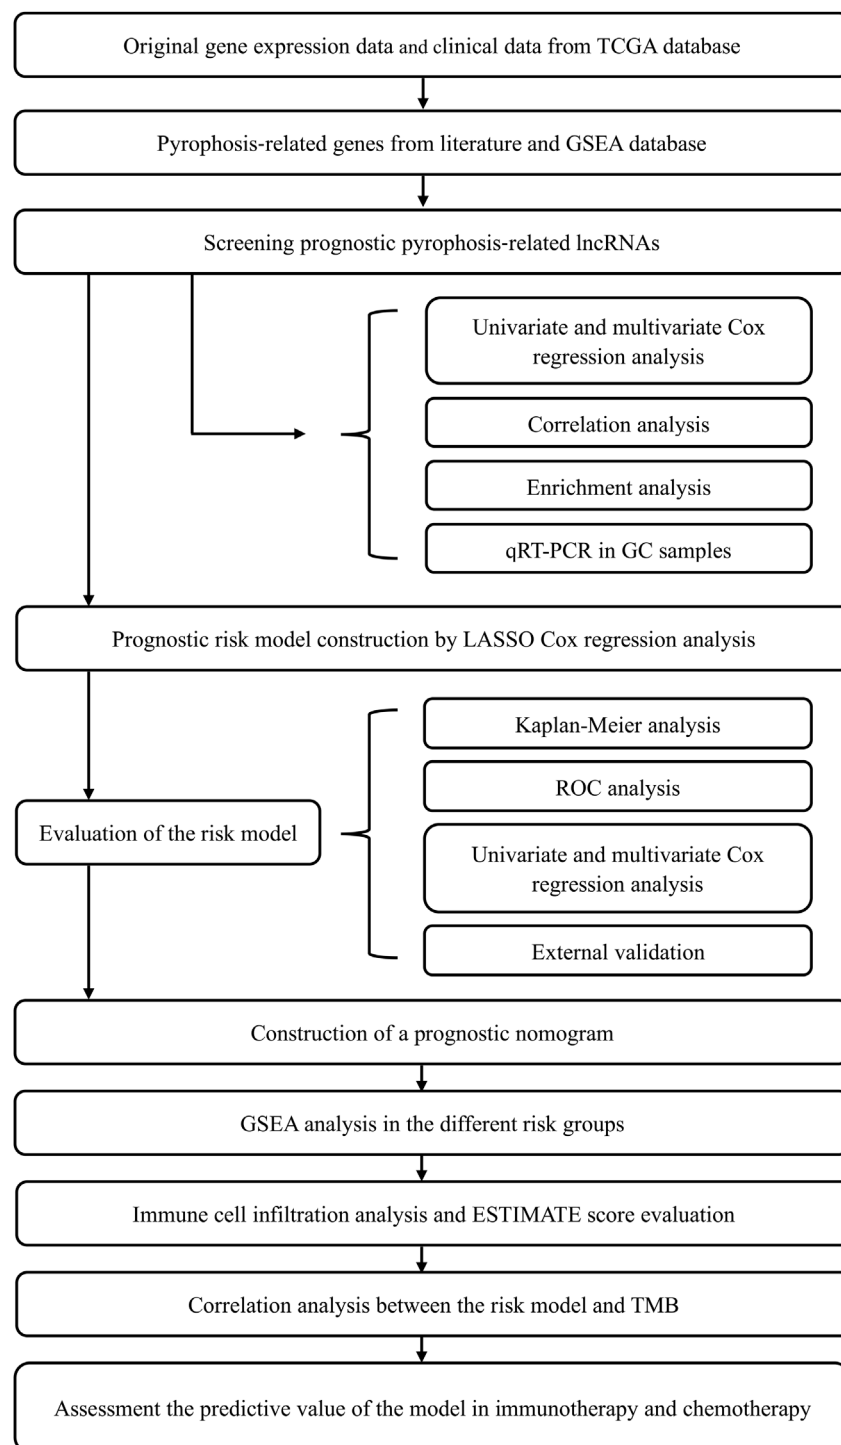 Original gene expression data and clinical data from TCGA database
Pyrophosis-related genes from literature and GSEA database
Screening prognostic pyrophosis-related lncRNAs
Univariate and multivariate Cox
regression analysis
Correlation analysis
Enrichment analysis
qRT-PCR in GC samples
Prognostic risk model construction by LASSO Cox regression analysis
Kaplan-Meier analysis
ROC analysis
Evaluation of the risk model
Univariate and multivariate Cox
regression analysis
External validation
Construction of a prognostic nomogram
GSEA analysis in the different risk groups
Immune cell infiltration analysis and ESTIMATE score evaluation
Correlation analysis between the risk model and TMB
Assessment the predictive value of the model in immunotherapy and chemotherapy